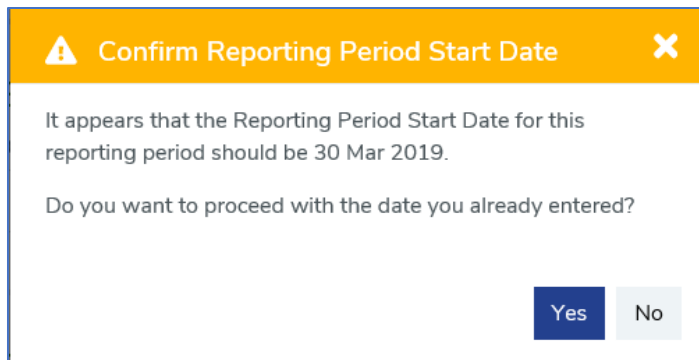 Confirm Reporting Period Start Date
It appears that the Reporting Period Start Date for this
reporting period should be 30 Mar 2019.
Do you want to proceed with the date you already entered?
Yes No